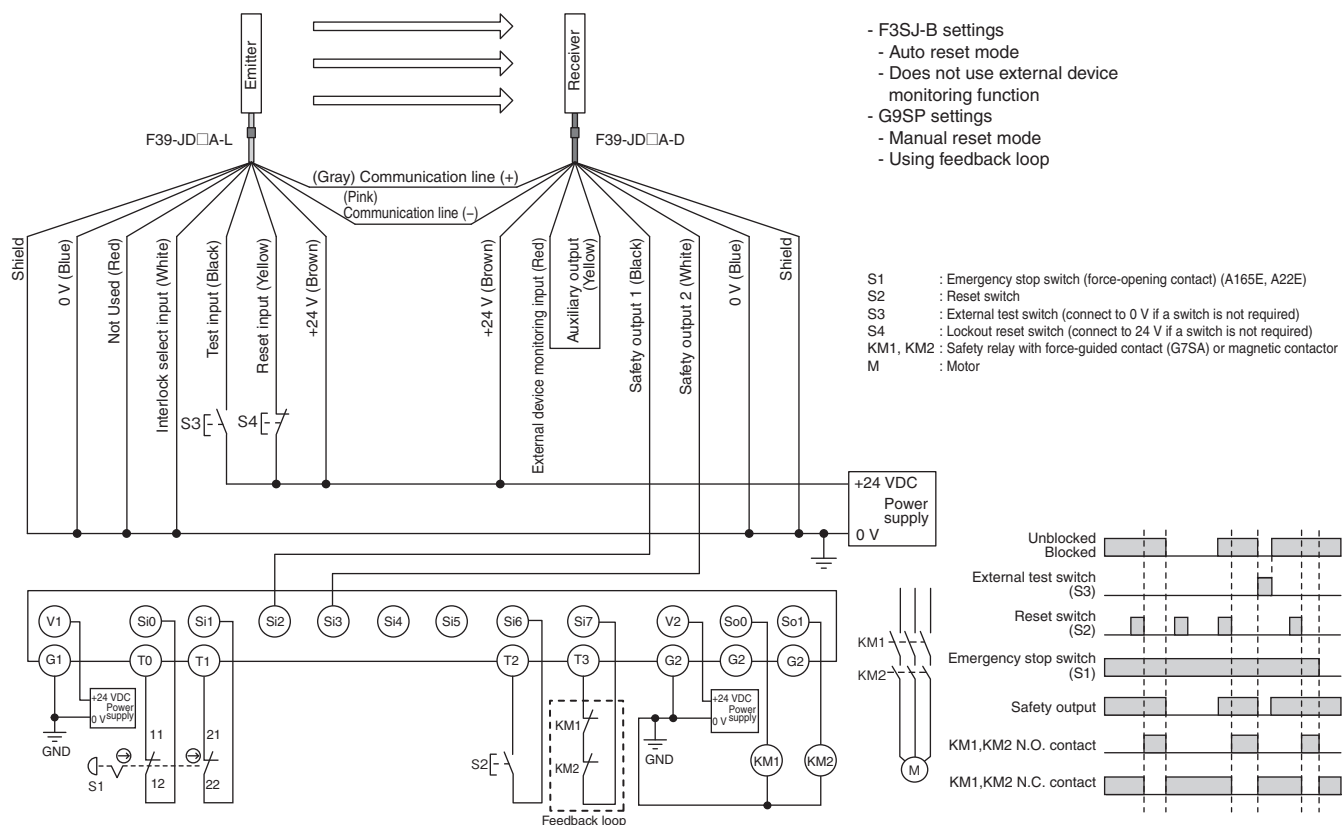 Emitter
Receiver
F39-JD□A-L
F39-JD□A-D
(Gray) Communication line (+)
(Pink)
Communication line (−)
Shield
0 V (Blue)
Not Used (Red)
Interlock select input (White)
Test input (Black)
Reset input (Yellow)
+24 V (Brown)
+24 V (Brown)
External device monitoring input (Red)
Auxiliary output
(Yellow)
Safety output 1 (Black)
Safety output 2 (White)
0 V (Blue)
Shield
S3
S4
+24 VDC
Power
supply
0 V
- F3SJ-B settings
- Auto reset mode
- Does not use external device
monitoring function
- G9SP settings
- Manual reset mode
- Using feedback loop
S1 : Emergency stop switch (force-opening contact) (A165E, A22E)
S2 : Reset switch
S3 : External test switch (connect to 0 V if a switch is not required)
S4 : Lockout reset switch (connect to 24 V if a switch is not required)
KM1, KM2 : Safety relay with force-guided contact (G7SA) or magnetic contactor
M : Motor
V1 Si0 Si1 Si2 Si3 Si4 Si5 Si6 Si7 V2 So0 So1
G1 T0 T1 T2 T3 G2 G2 G2
+24 VDC
Power
supply
0 V
GND
11
12
21
22
S1
S2
KM1
KM2
Feedback loop
+24 VDC
Power
supply
0 V
GND
KM1
KM2
KM1
KM2
M
Unblocked
Blocked
External test switch
(S3)
Reset switch
(S2)
Emergency stop switch
(S1)
Safety output
KM1,KM2 N.O. contact
KM1,KM2 N.C. contact